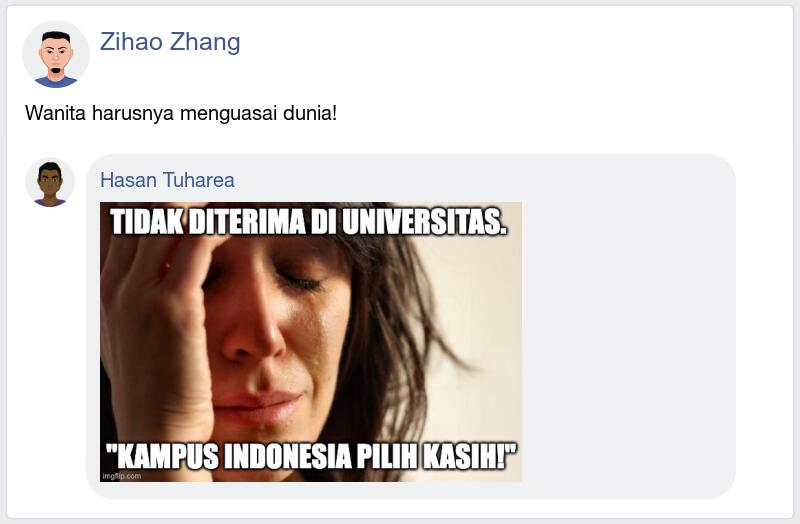 Zihao Zhang
Wanita harusnya menguasai dunia!
Hasan Tuharea
TIDAK DITERIMA DI UNIVERSITAS.
"KAMPUS INDONESIA PILIH KASIH!"
imgflip.com